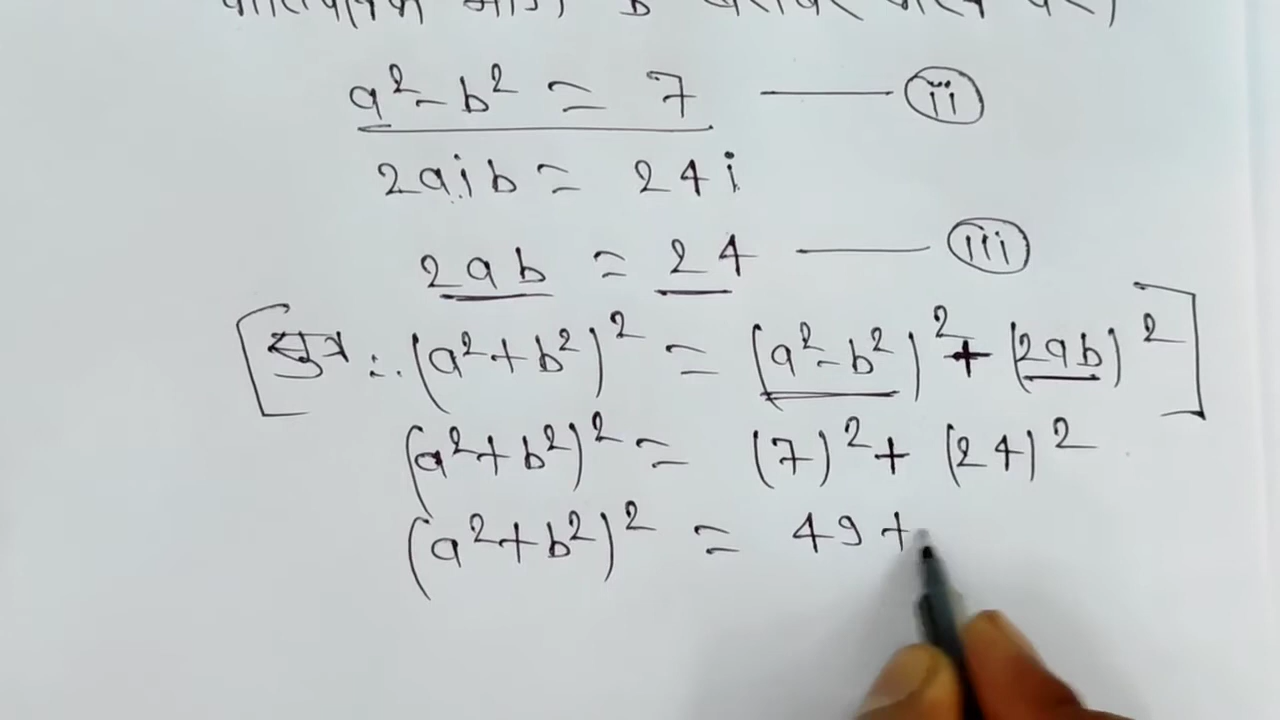 a² - b² = 7 —— (ii)
2aib = 24i
2ab = 24 —— (iii)
[सुत्र :. (a² + b²)² = (a² - b²)² + (2ab)²]
(a² + b²)² = (7)² + (24)²
(a² + b²)² = 49 +